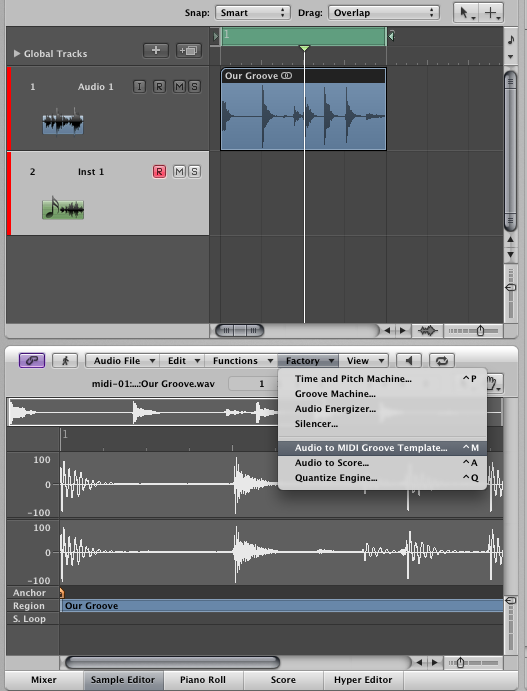 Snap: Smart Drag: Overlap
1
Global Tracks
1 Audio 1 I R M S
Our Groove
2 Inst 1 R M S
Audio File Edit Functions Factory View
midi-01:...:Our Groove.wav 1
Time and Pitch Machine... ^P
Groove Machine...
Audio Energizer...
Silencer...
Audio to MIDI Groove Template... ^M
Audio to Score... ^A
Quantize Engine... ^Q
1
100
0
-100
100
0
-100
Anchor
Region Our Groove
S. Loop
Mixer Sample Editor Piano Roll Score Hyper Editor